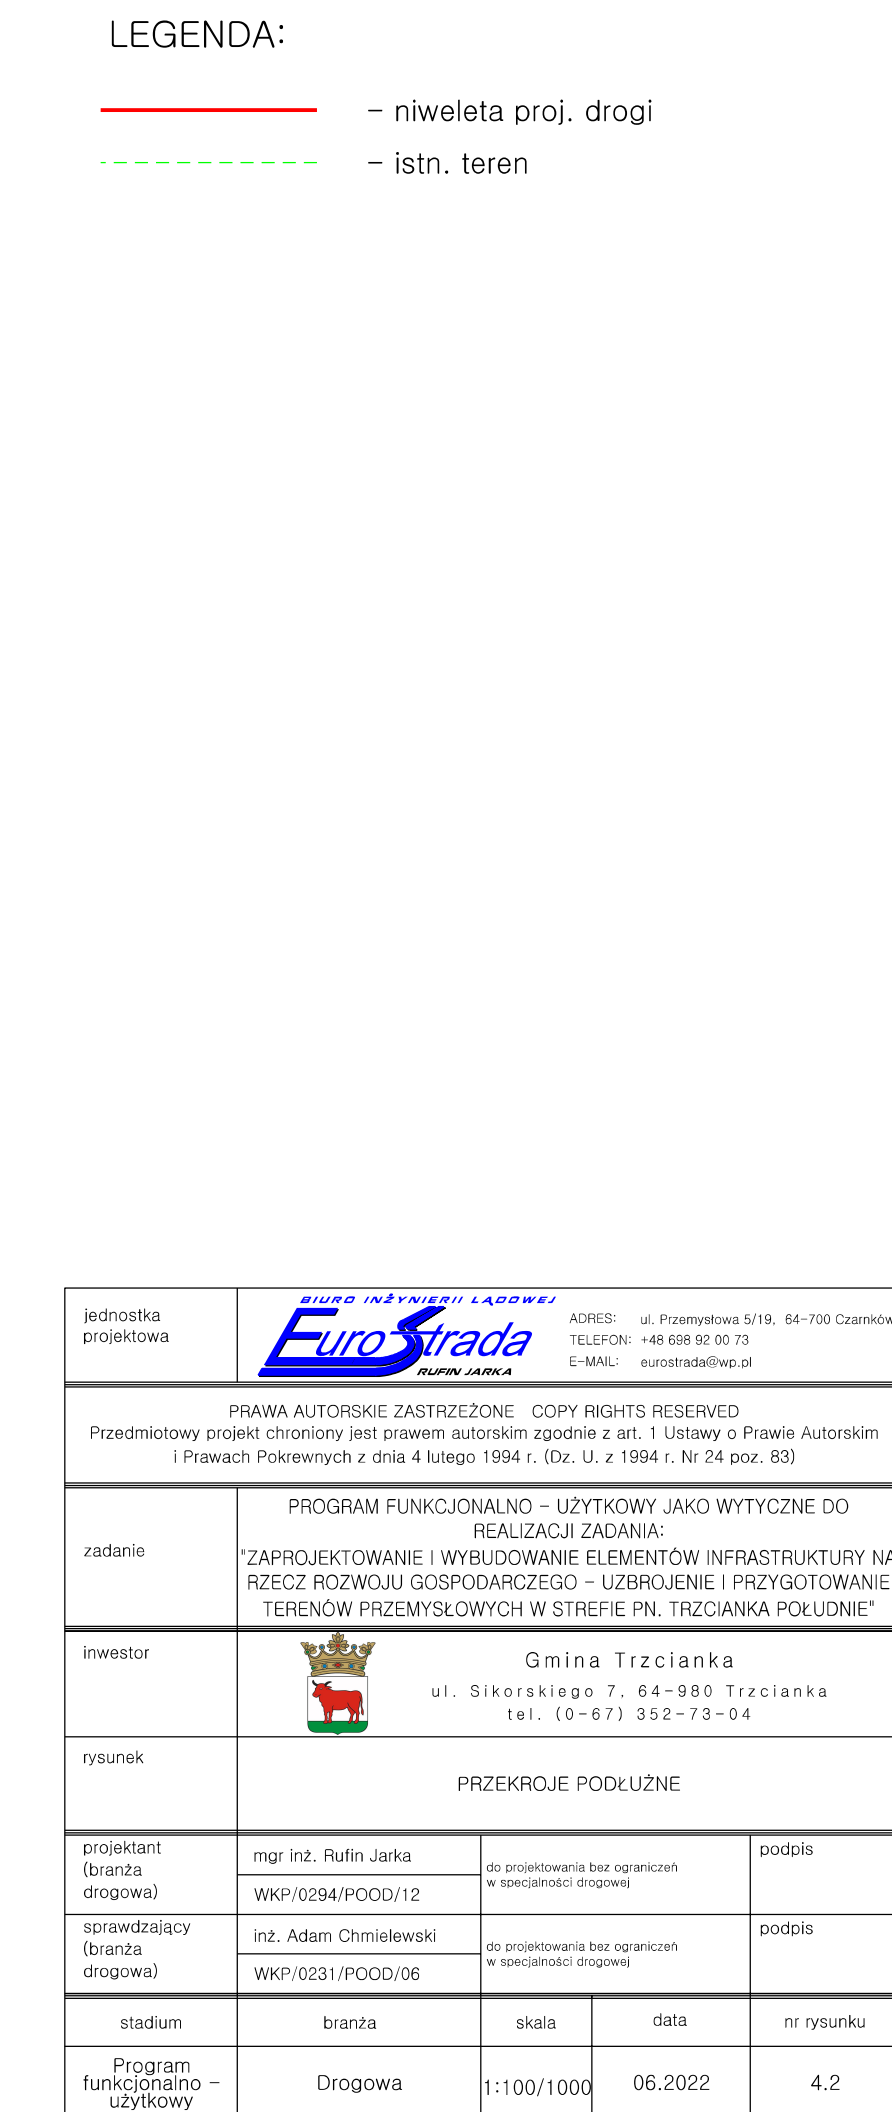 LEGENDA:
– niweleta proj. drogi
– istn. teren
jednostka
projektowa
BIURO INŻYNIERII LĄDOWEJ
EuroStrada
RUFIN JARKA
ADRES: ul. Przemysłowa 5/19, 64–700 Czarnków
TELEFON: +48 698 92 00 73
E–MAIL: eurostrada@wp.pl
PRAWA AUTORSKIE ZASTRZEŻONE COPY RIGHTS RESERVED
Przedmiotowy projekt chroniony jest prawem autorskim zgodnie z art. 1 Ustawy o Prawie Autorskim
i Prawach Pokrewnych z dnia 4 lutego 1994 r. (Dz. U. z 1994 r. Nr 24 poz. 83)
zadanie
PROGRAM FUNKCJONALNO – UŻYTKOWY JAKO WYTYCZNE DO
REALIZACJI ZADANIA:
"ZAPROJEKTOWANIE I WYBUDOWANIE ELEMENTÓW INFRASTRUKTURY NA
RZECZ ROZWOJU GOSPODARCZEGO – UZBROJENIE I PRZYGOTOWANIE
TERENÓW PRZEMYSŁOWYCH W STREFIE PN. TRZCIANKA POŁUDNIE"
inwestor
Gmina Trzcianka
ul. Sikorskiego 7, 64–980 Trzcianka
tel. (0–67) 352–73–04
rysunek
PRZEKROJE PODŁUŻNE
projektant
(branża
drogowa)
mgr inż. Rufin Jarka
WKP/0294/POOD/12
do projektowania bez ograniczeń
w specjalności drogowej
podpis
sprawdzający
(branża
drogowa)
inż. Adam Chmielewski
WKP/0231/POOD/06
do projektowania bez ograniczeń
w specjalności drogowej
podpis
stadium branża skala data nr rysunku
Program
funkcjonalno –
użytkowy
Drogowa 1:100/1000 06.2022 4.2